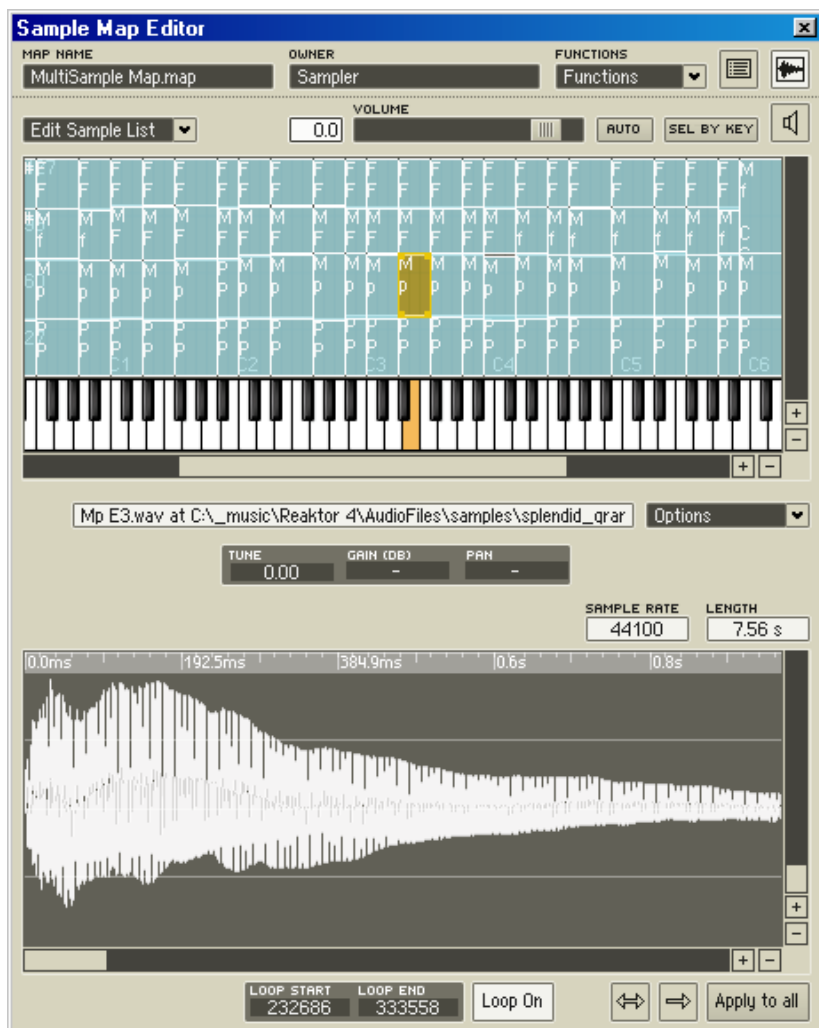 Sample Map Editor
MAP NAME OWNER FUNCTIONS
MultiSample Map.map Sampler Functions
VOLUME
Edit Sample List 0.0 AUTO SEL BY KEY
F F F F F F F F F F F F F F F F F F M
F F F F F F F F F F F F F F F F F F f
C1 C2 C3 C4 C5 C6
Mp E3.wav at C:\_music\Reaktor 4\AudioFiles\samples\splendid_grar Options
TUNE GAIN (DB) PAN
0.00 - -
SAMPLE RATE LENGTH
44100 7.56 s
0.0ms 192.5ms 384.9ms 0.6s 0.8s
LOOP START LOOP END
232686 333558 Loop On Apply to all